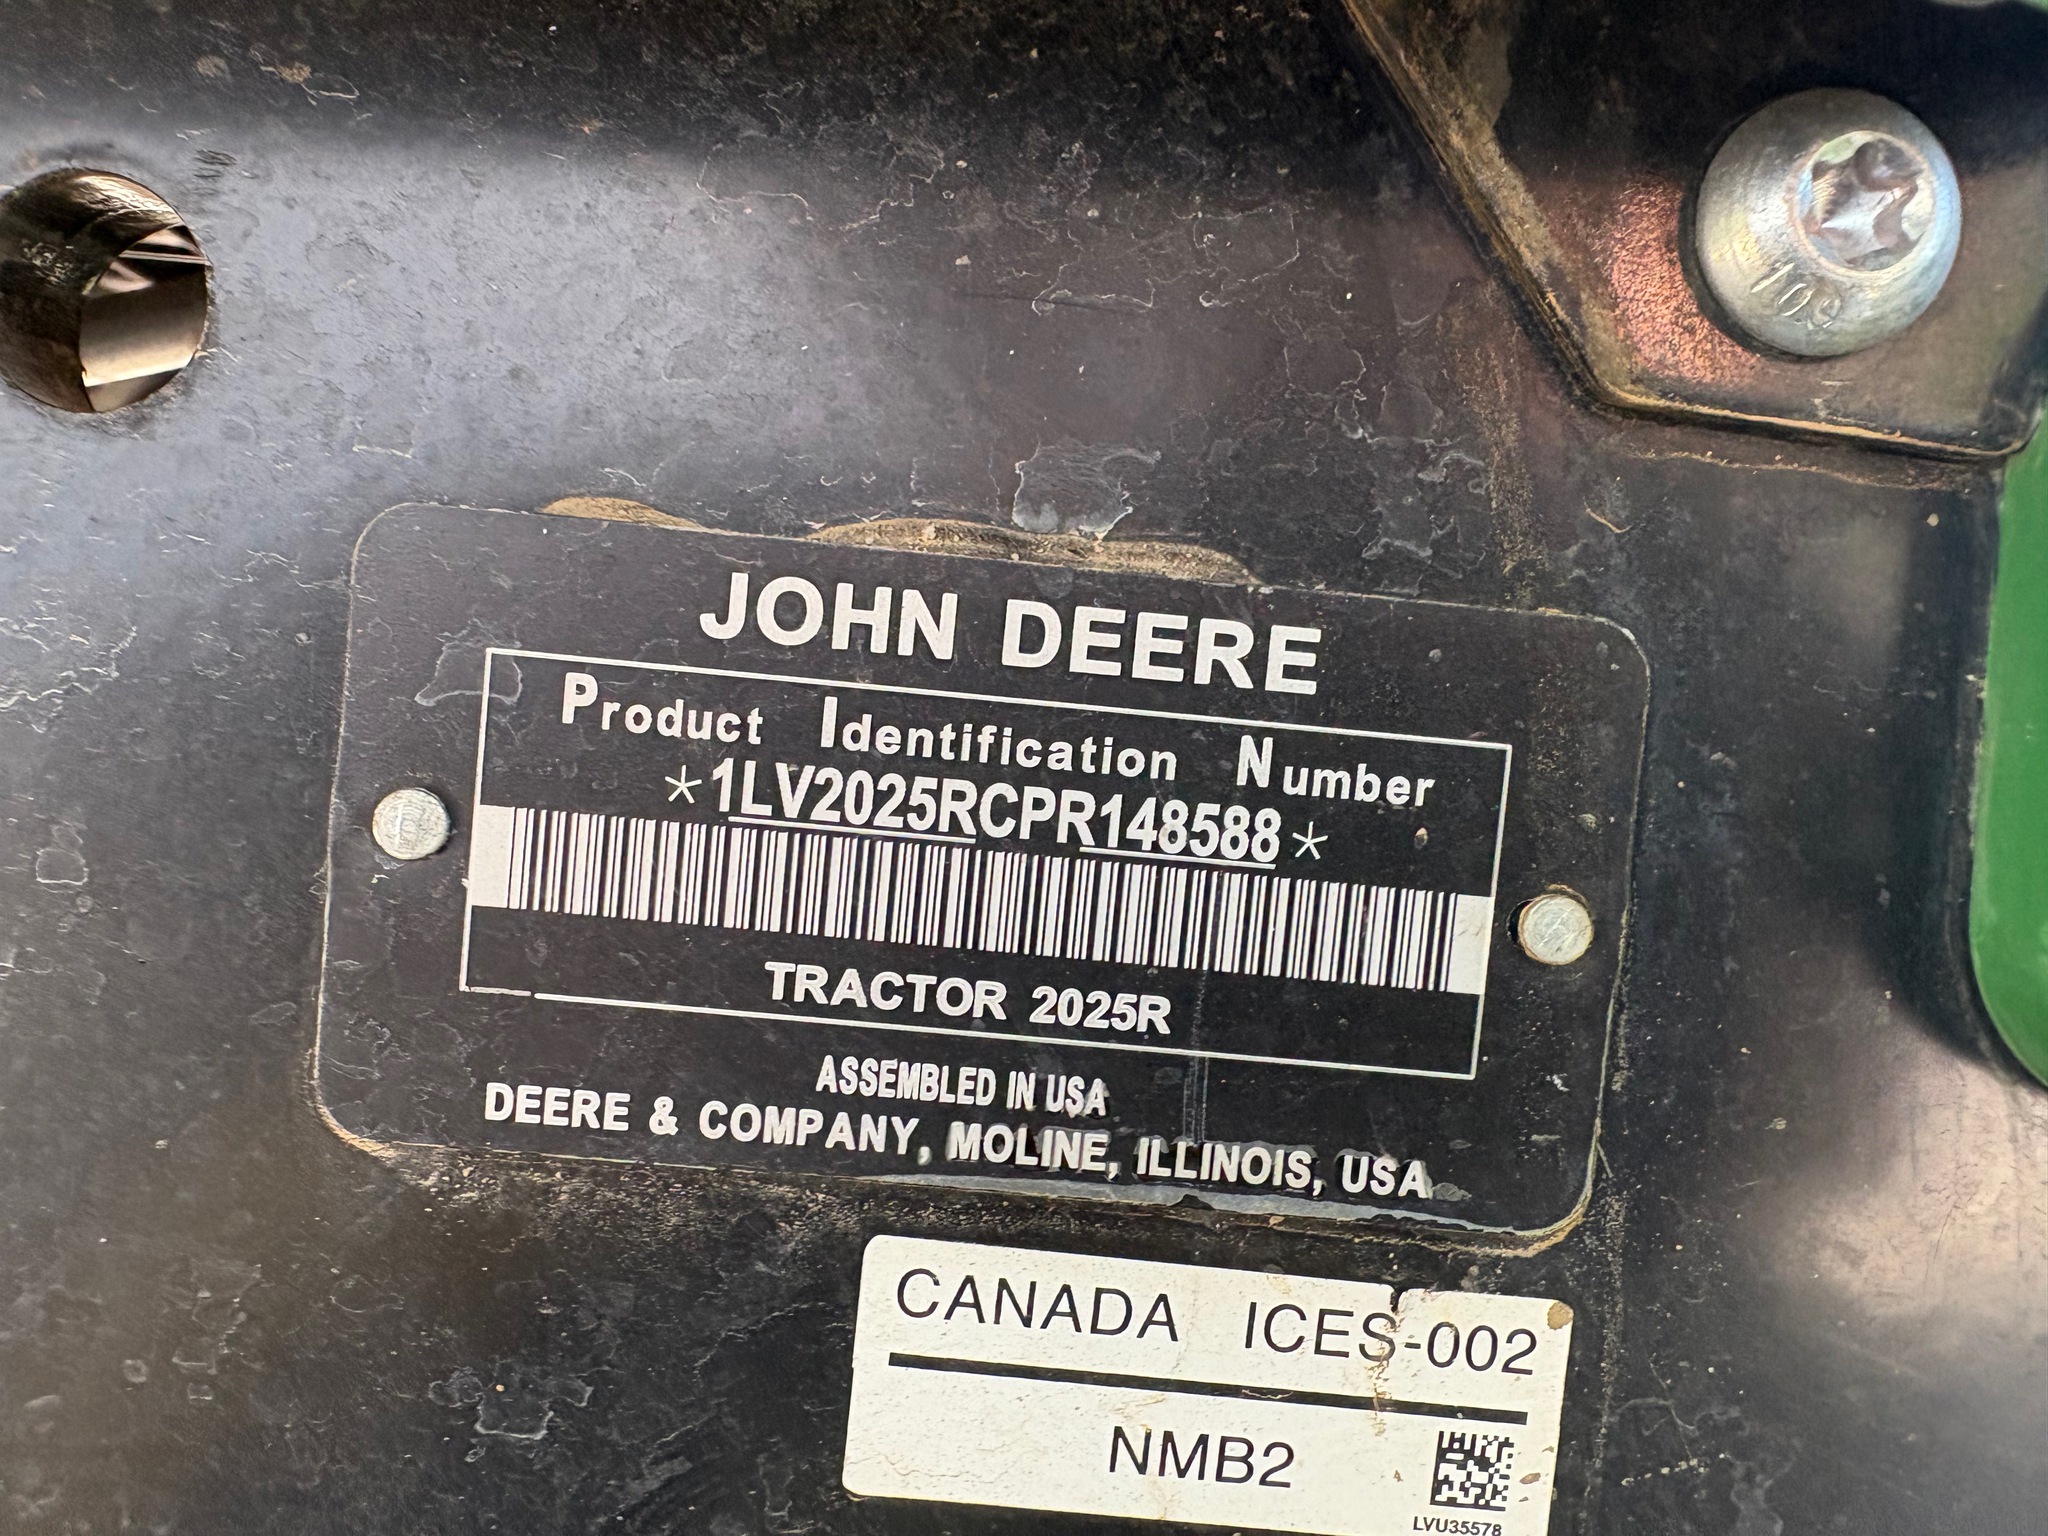 109
JOHN DEERE
Product Identification Number
*1LV2025RCPR148588*
TRACTOR 2025R
ASSEMBLED IN USA
DEERE & COMPANY, MOLINE, ILLINOIS, USA
CANADA ICES-002
NMB2
LVU35578